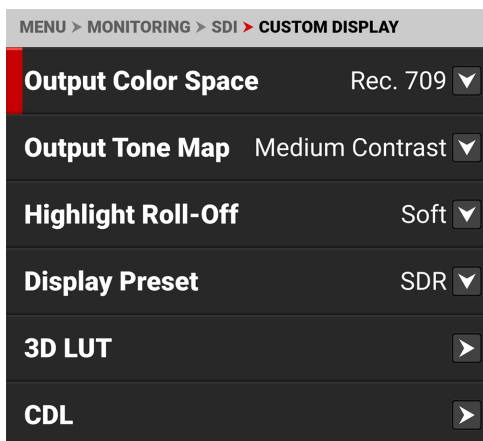 MENU > MONITORING > SDI > CUSTOM DISPLAY
Output Color Space Rec. 709
Output Tone Map Medium Contrast
Highlight Roll-Off Soft
Display Preset SDR
3D LUT
CDL